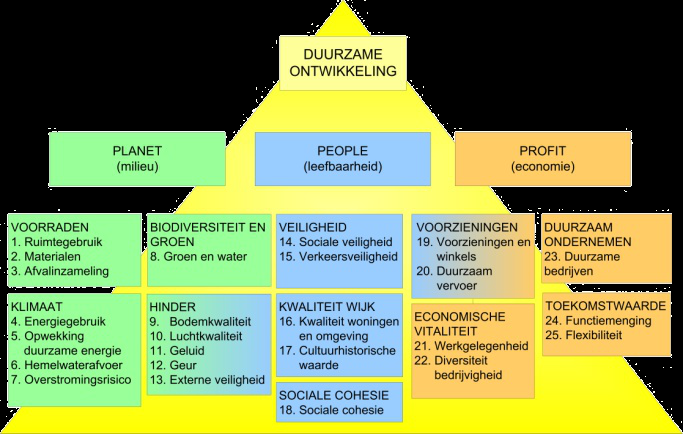 DUURZAME
ONTWIKKELING
PLANET
(milieu)
PEOPLE
(leefbaarheid)
PROFIT
(economie)
VOORRADEN
1. Ruimtegebruik
2. Materialen
3. Afvalinzameling
KLIMAAT
4. Energiegebruik
5. Opwekking
duurzame energie
6. Hemelwaterafvoer
7. Overstromingsrisico
BIODIVERSITEIT EN
GROEN
8. Groen en water
HINDER
9. Bodemkwaliteit
10. Luchtkwaliteit
11. Geluid
12. Geur
13. Externe veiligheid
VEILIGHEID
14. Sociale veiligheid
15. Verkeersveiligheid
KWALITEIT WIJK
16. Kwaliteit woningen
en omgeving
17. Cultuurhistorische
waarde
SOCIALE COHESIE
18. Sociale cohesie
VOORZIENINGEN
19. Voorzieningen en
winkels
20. Duurzaam
vervoer
ECONOMISCHE
VITALITEIT
21. Werkgelegenheid
22. Diversiteit
bedrijvigheid
DUURZAAM
ONDERNEMEN
23. Duurzame
bedrijven
TOEKOMSTWAARDE
24. Functiemenging
25. Flexibiliteit